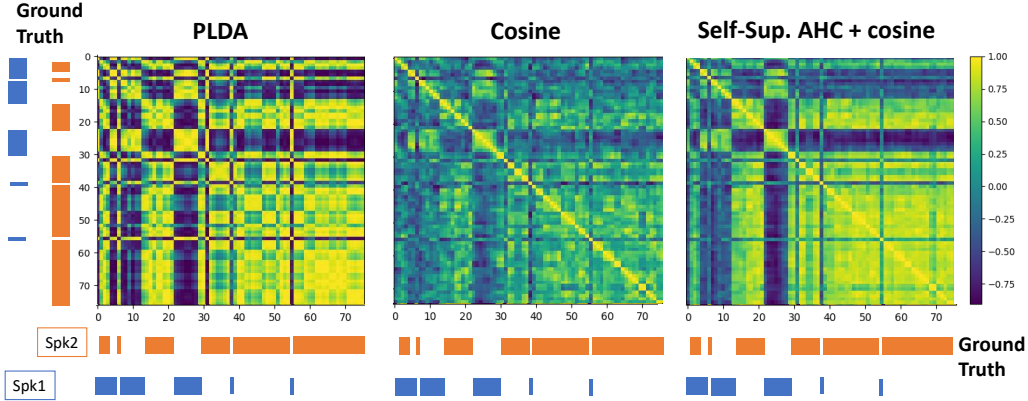 Ground
Truth
PLDA
Cosine
Self-Sup. AHC + cosine
0
10
20
30
40
50
60
70
0 10 20 30 40 50 60 70
0 10 20 30 40 50 60 70
0 10 20 30 40 50 60 70
1.00
0.75
0.50
0.25
0.00
−0.25
−0.50
−0.75
Spk2
Spk1
Ground
Truth